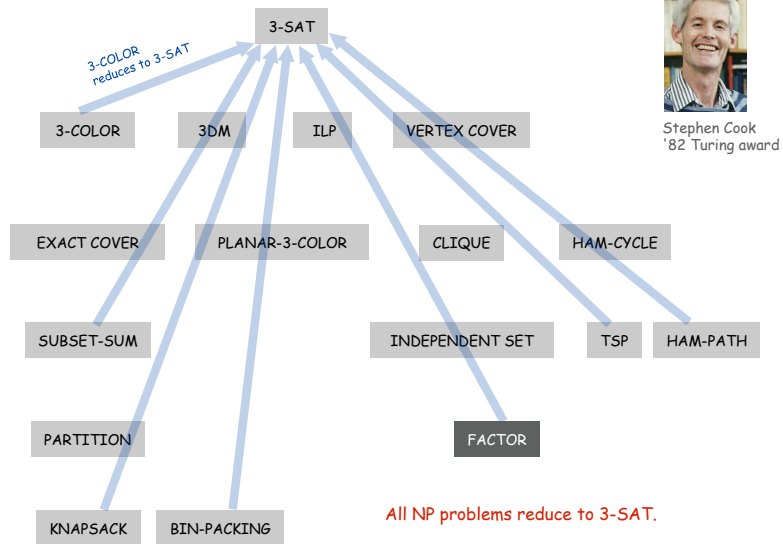 3-SAT
3-COLOR
reduces to 3-SAT
Stephen Cook
'82 Turing award
3-COLOR
3DM
ILP
VERTEX COVER
EXACT COVER
PLANAR-3-COLOR
CLIQUE
HAM-CYCLE
SUBSET-SUM
INDEPENDENT SET
TSP
HAM-PATH
PARTITION
FACTOR
KNAPSACK
BIN-PACKING
All NP problems reduce to 3-SAT.